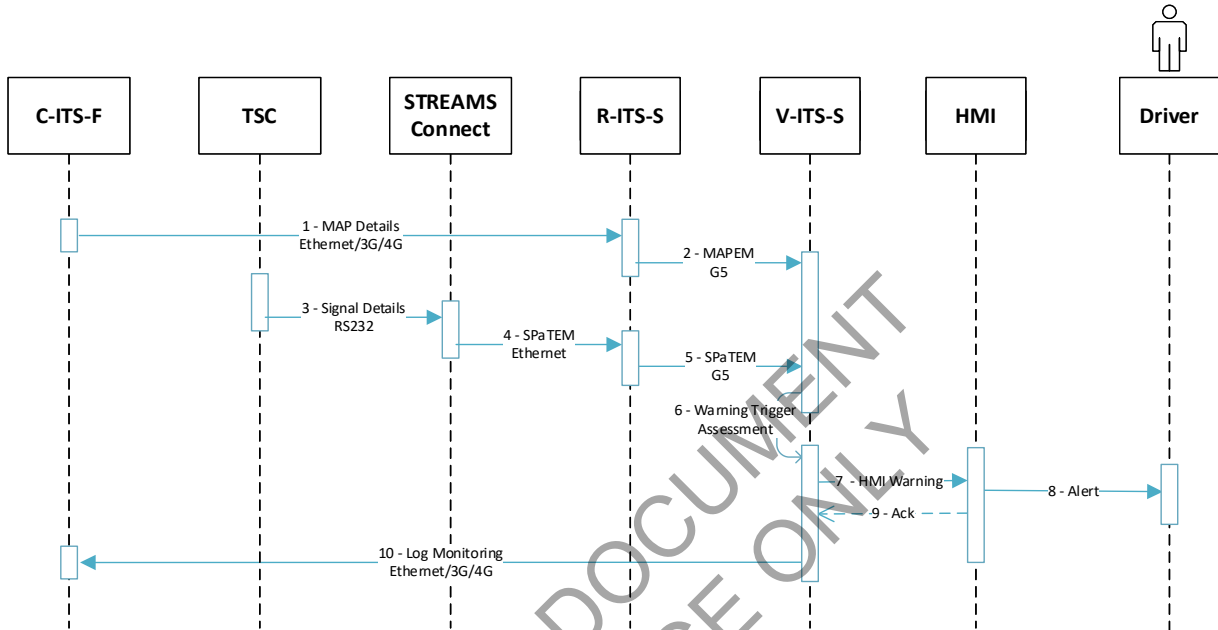 C-ITS-F
TSC
STREAMS
Connect
R-ITS-S
V-ITS-S
HMI
Driver
1 - MAP Details
Ethernet/3G/4G
2 - MAPEM
G5
3 - Signal Details
RS232
4 - SPaTEM
Ethernet
5 - SPaTEM
G5
6 - Warning Trigger
Assessment
7 - HMI Warning
8 - Alert
9 - Ack
10 - Log Monitoring
Ethernet/3G/4G
DOCUMENT
ONLY